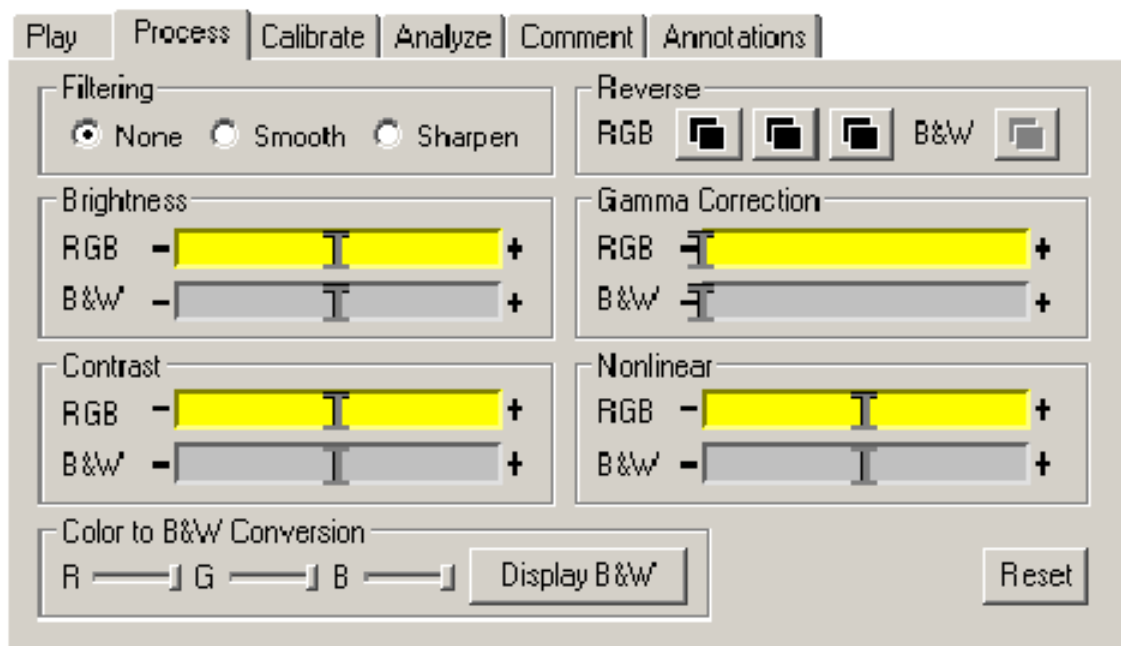 Play Process Calibrate Analyze Comment Annotations
Filtering
None Smooth Sharpen
Reverse
RGB B&W
Brightness
RGB - +
B&W - +
Gamma Correction
RGB - +
B&W - +
Contrast
RGB - +
B&W - +
Nonlinear
RGB - +
B&W - +
Color to B&W Conversion
R G B Display B&W
Reset